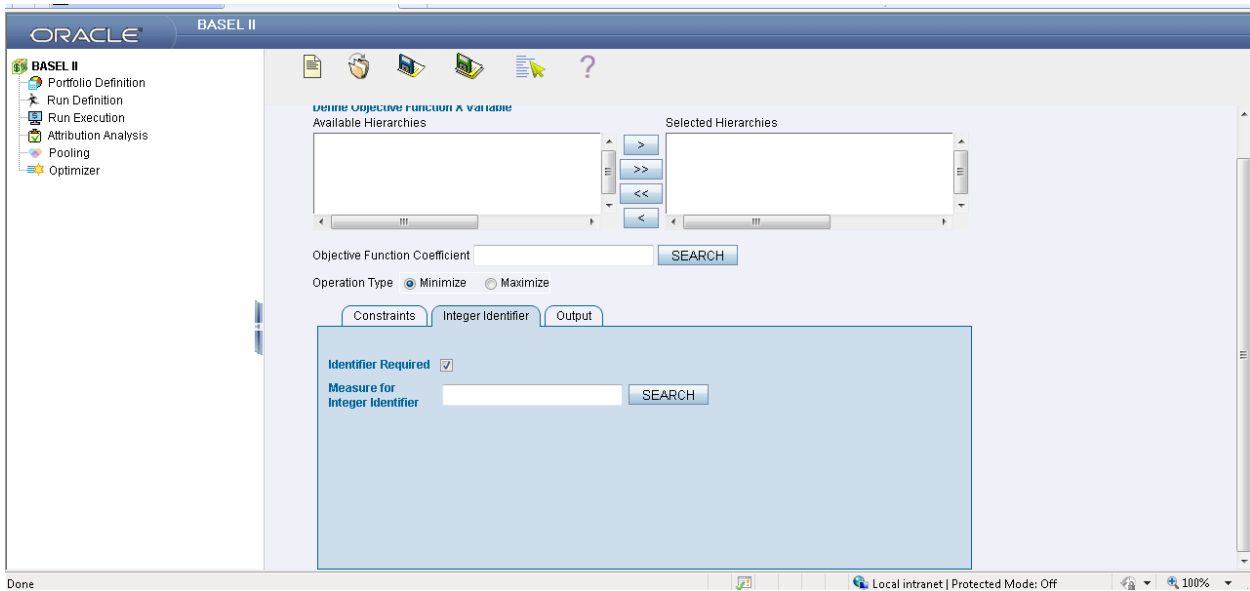 ORACLE
BASEL II
BASEL II
Portfolio Definition
Run Definition
Run Execution
Attribution Analysis
Pooling
Optimizer
?
Define Objective Function X Variable
Available Hierarchies
Selected Hierarchies
>
>>
<<
<
Objective Function Coefficient
SEARCH
Operation Type
Minimize
Maximize
Constraints
Integer Identifier
Output
Identifier Required
Measure for
Integer Identifier
SEARCH
Done
Local intranet | Protected Mode: Off
100%